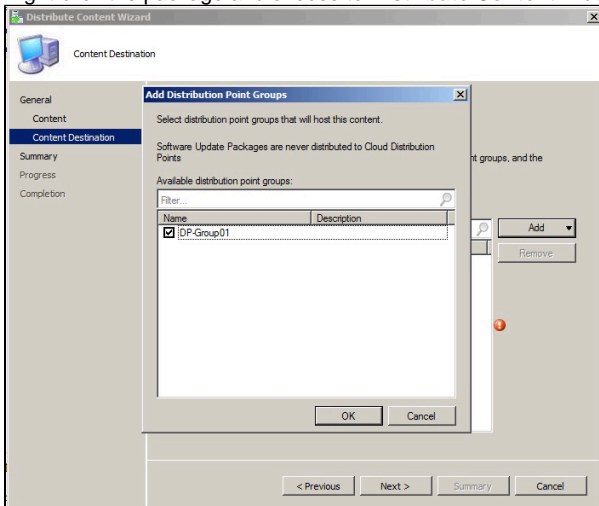 Distribute Content Wizard
Content Destination
General
Content
Content Destination
Summary
Progress
Completion
Add Distribution Point Groups
Select distribution point groups that will host this content.
Software Update Packages are never distributed to Cloud Distribution
Points
Available distribution point groups:
Filter...
Name Description
DP-Group01
OK Cancel
nt groups, and the
Add
Remove
< Previous Next > Summary Cancel